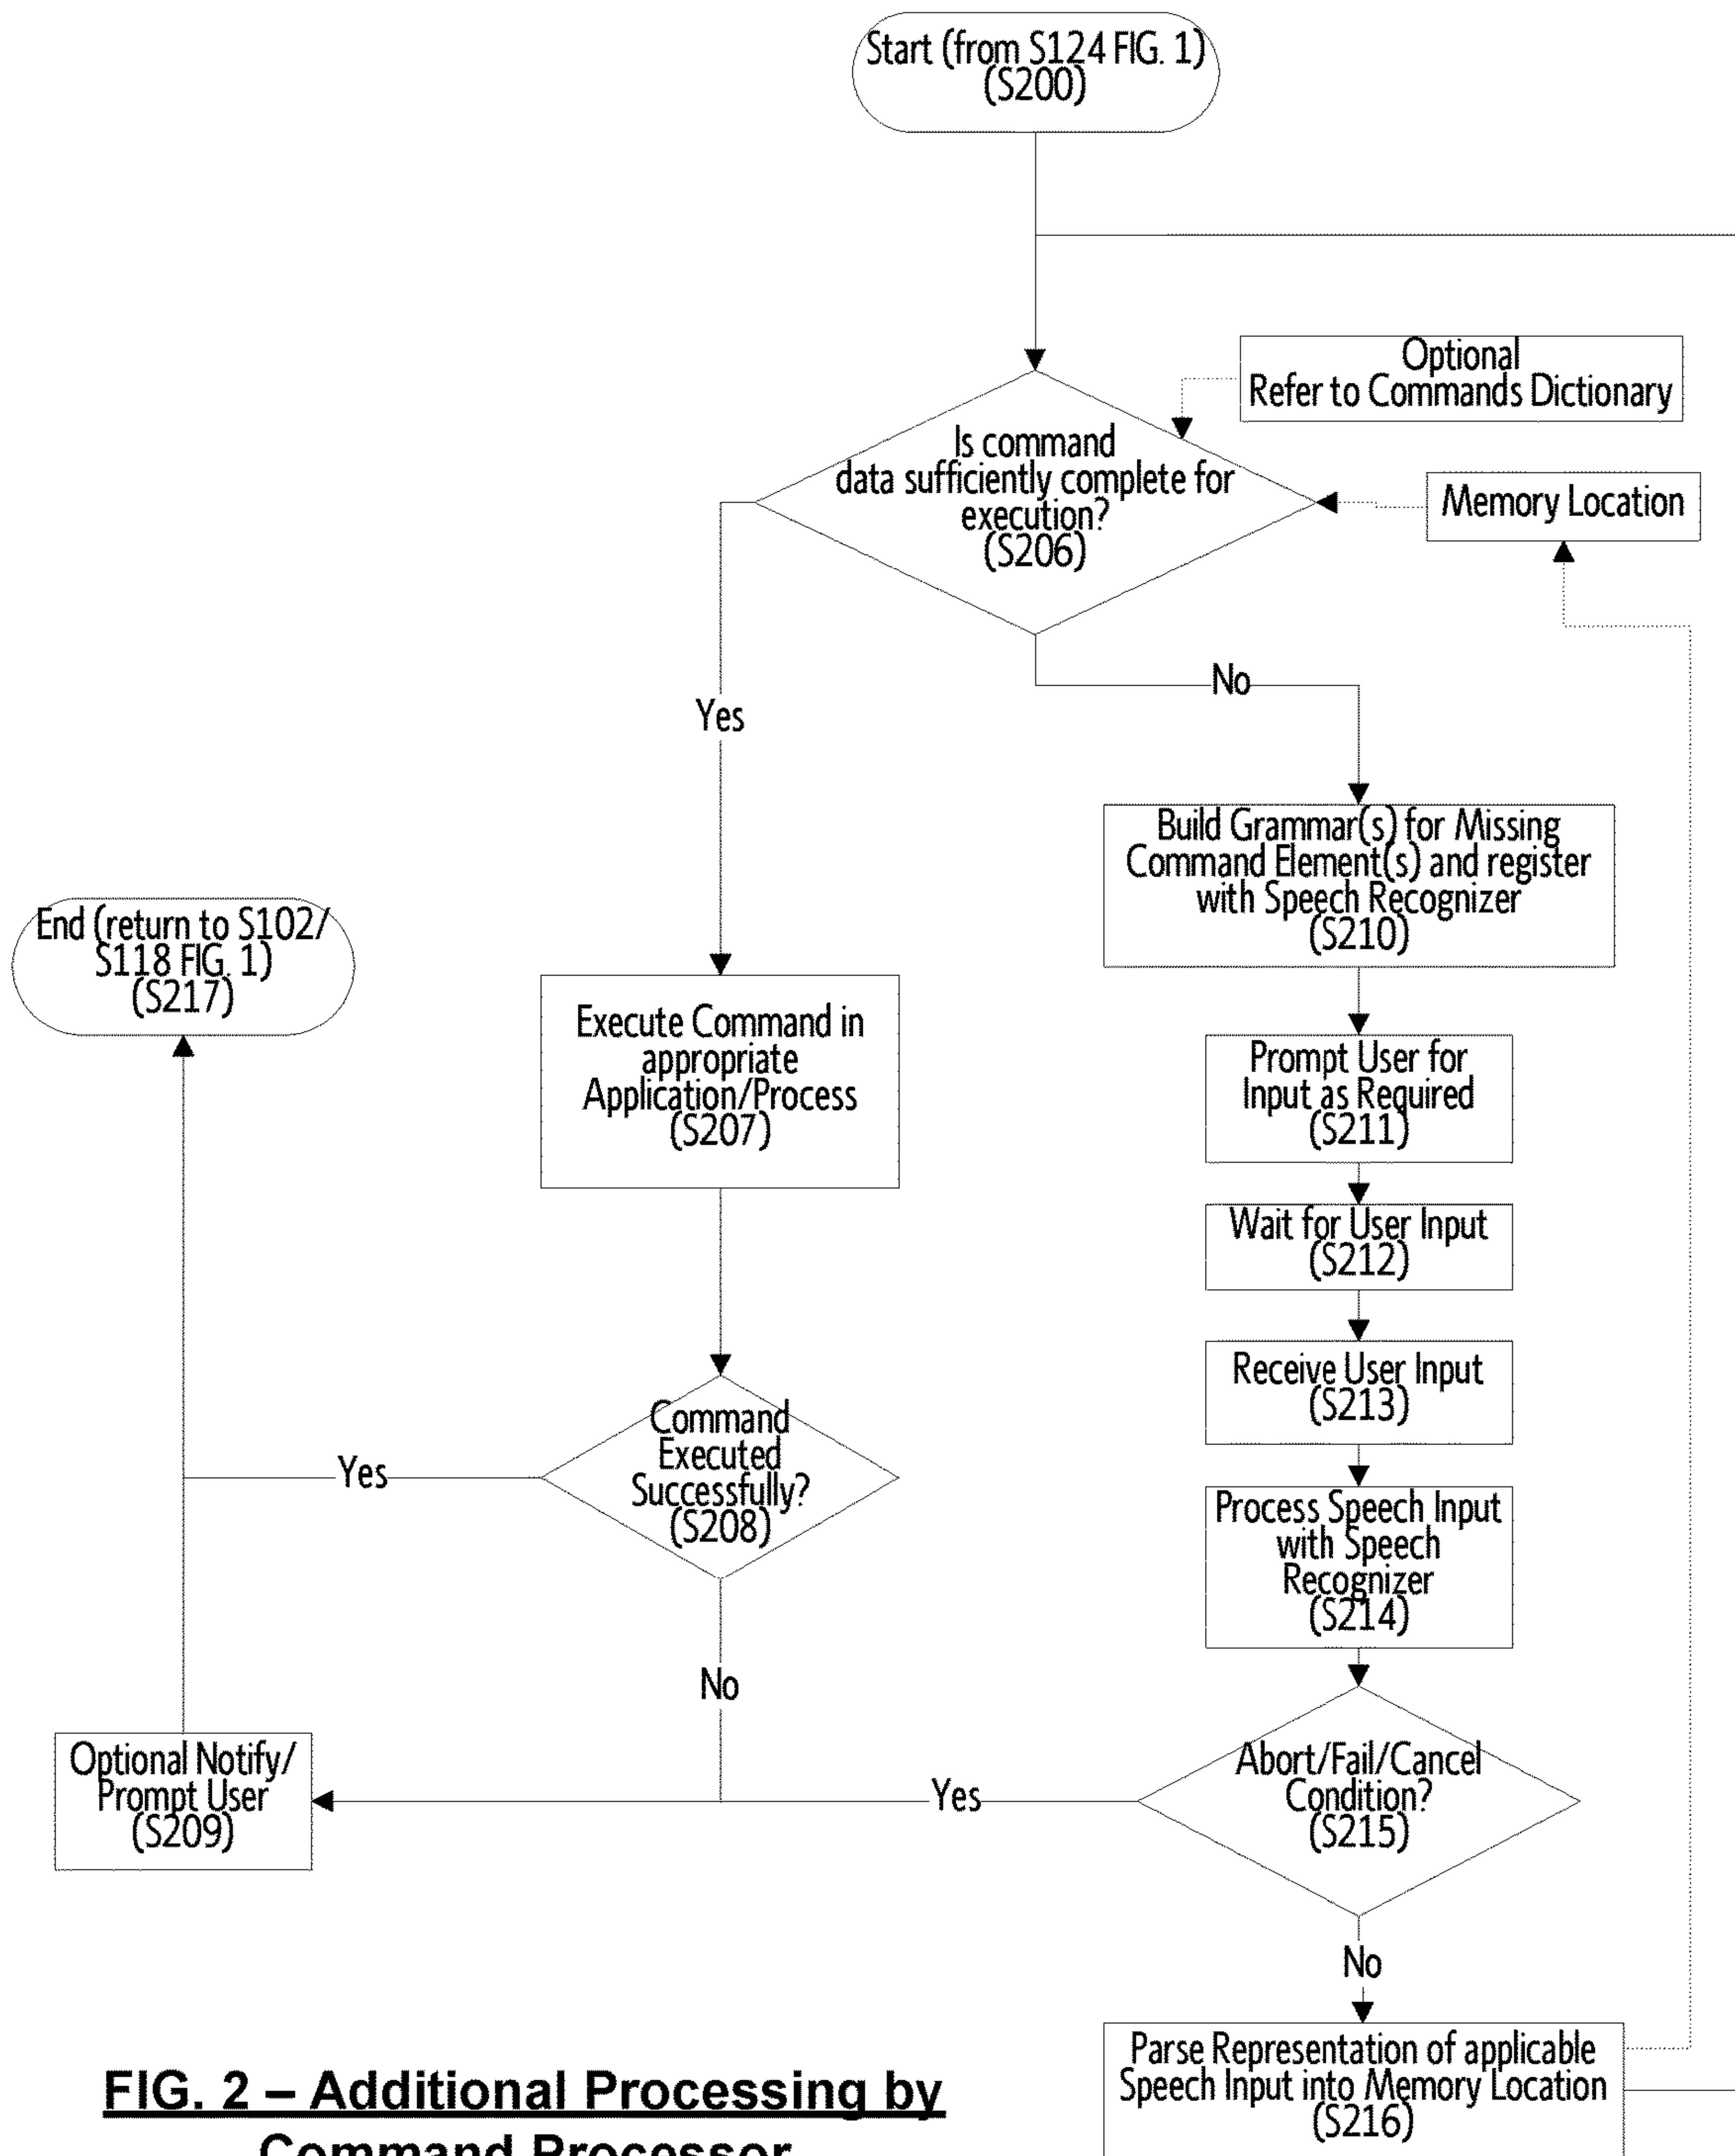 Start (from S124 FIG. 1)
(S200)
Optional
Refer to Commands Dictionary
Is command
data sufficiently complete for
execution?
(S206)
Memory Location
No
Yes
Build Grammar(s) for Missing
Command Element(s) and register
with Speech Recognizer
(S210)
End (return to S102/
S118 FIG. 1)
(S217)
Execute Command in
appropriate
Application/Process
(S207)
Prompt User for
Input as Required
(S211)
Wait for User Input
(S212)
Receive User Input
(S213)
Command
Executed
Successfully?
(S208)
Yes
Process Speech Input
with Speech
Recognizer
(S214)
No
Optional Notify/
Prompt User
(S209)
Yes
Abort/Fail/Cancel
Condition?
(S215)
No
Parse Representation of applicable
Speech Input into Memory Location
(S216)
FIG. 2 – Additional Processing by
Command Processor